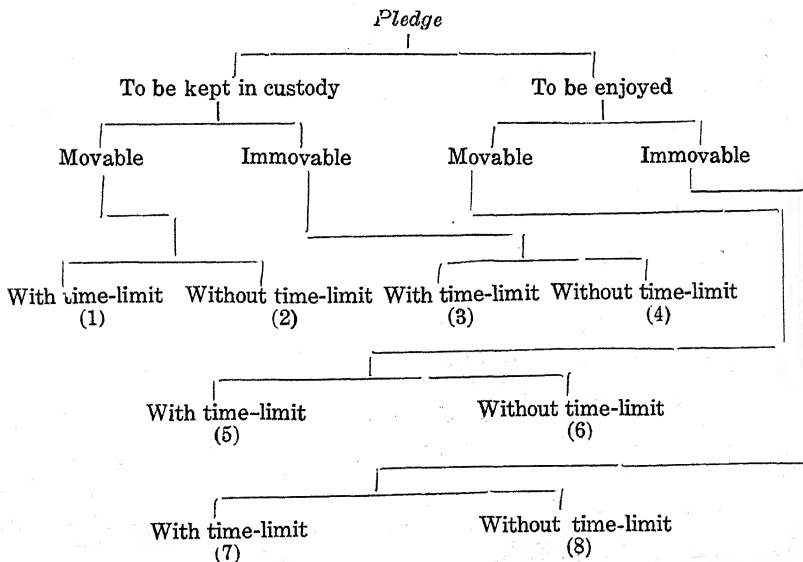 Pledge
To be kept in custody To be enjoyed
Movable Immovable Movable Immovable
With time-limit Without time-limit With time-limit Without time-limit
(1) (2) (3) (4)
With time-limit Without time-limit
(5) (6)
With time-limit Without time-limit
(7) (8)